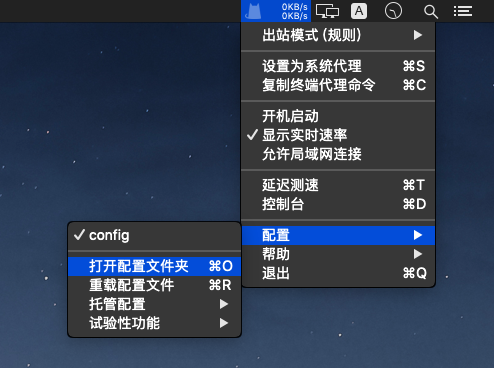 0KB/s
0KB/s
A
出站模式 (规则)
设置为系统代理 ⌘S
复制终端代理命令 ⌘C
开机启动
显示实时速率
允许局域网连接
延迟测速 ⌘T
控制台 ⌘D
配置
帮助
退出 ⌘Q
config
打开配置文件夹 ⌘O
重载配置文件 ⌘R
托管配置
试验性功能